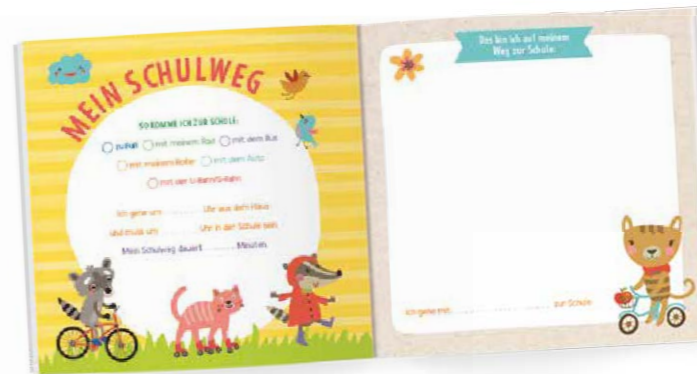 MEIN SCHULWEG
SO KOMME ICH ZUR SCHULE:
zu Fuß mit meinem Rad mit dem Bus
mit meinem Roller mit dem Auto
mit der U-Bahn/S-Bahn
Ich gehe um ............ Uhr aus dem Haus
und muss um ............ Uhr in der Schule sein.
Mein Schulweg dauert ............ Minuten.
Das bin ich auf meinem
Weg zur Schule:
Ich gehe mit ............ zur Schule.